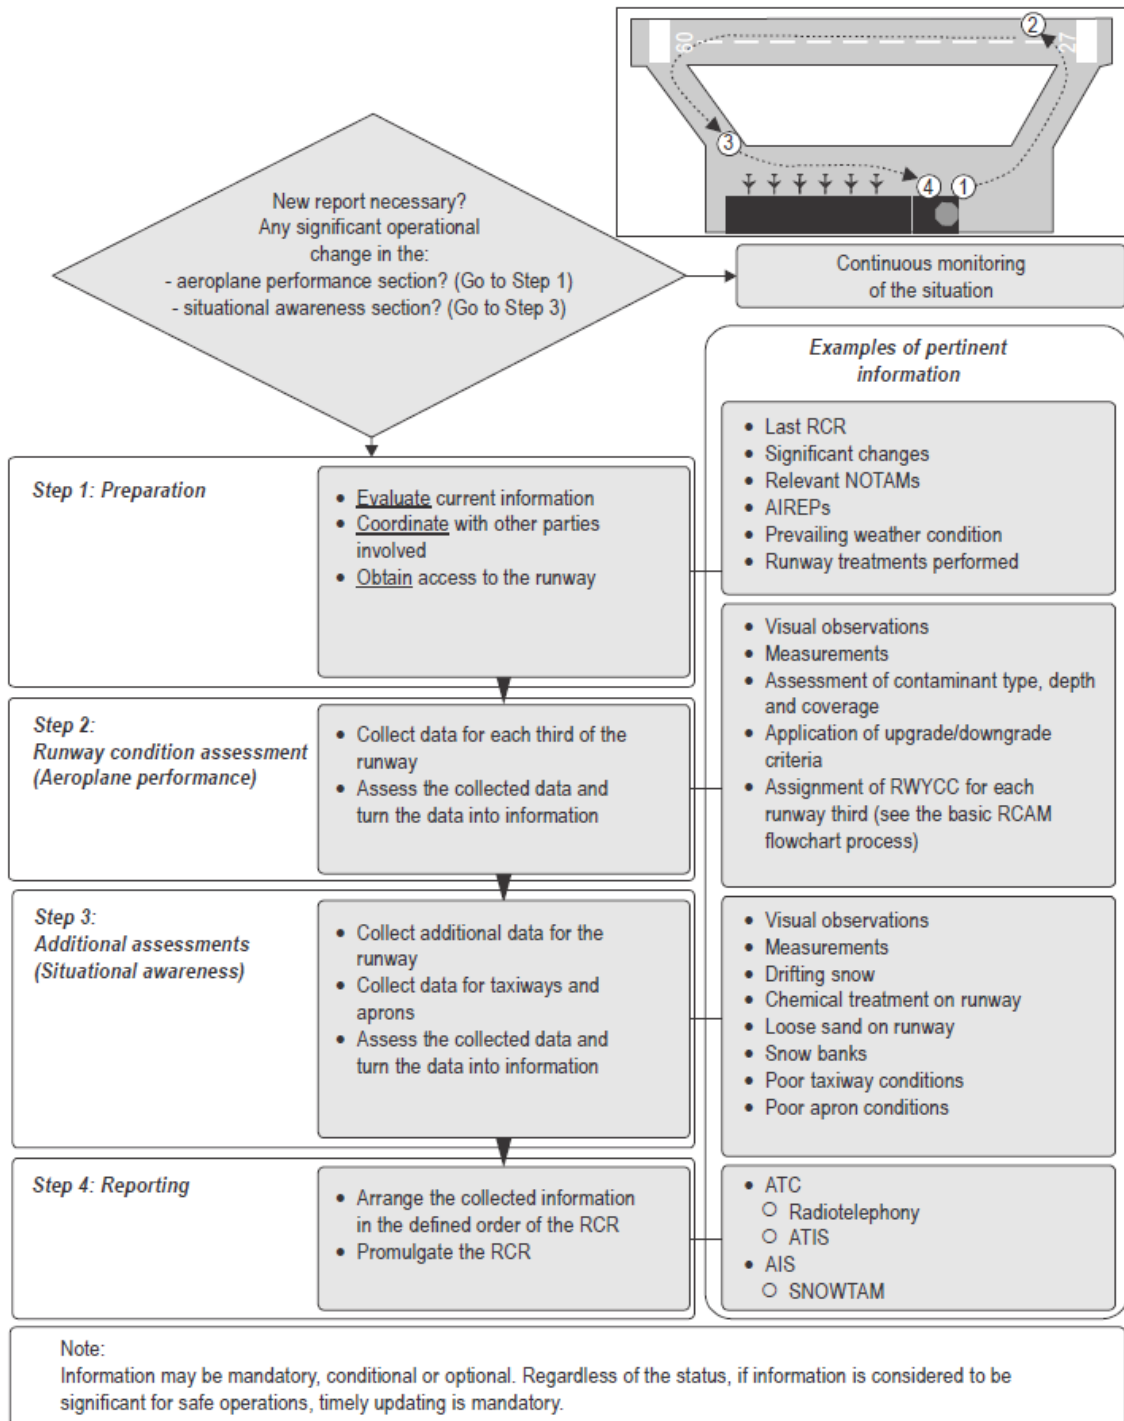 2
09
27
3
4
1
New report necessary?
Any significant operational
change in the:
- aeroplane performance section? (Go to Step 1)
- situational awareness section? (Go to Step 3)
Continuous monitoring
of the situation
Examples of pertinent
information
Step 1: Preparation
• Evaluate current information
• Coordinate with other parties
involved
• Obtain access to the runway
• Last RCR
• Significant changes
• Relevant NOTAMs
• AIREPs
• Prevailing weather condition
• Runway treatments performed
Step 2:
Runway condition assessment
(Aeroplane performance)
• Collect data for each third of the
runway
• Assess the collected data and
turn the data into information
• Visual observations
• Measurements
• Assessment of contaminant type, depth
and coverage
• Application of upgrade/downgrade
criteria
• Assignment of RWYCC for each
runway third (see the basic RCAM
flowchart process)
Step 3:
Additional assessments
(Situational awareness)
• Collect additional data for the
runway
• Collect data for taxiways and
aprons
• Assess the collected data and
turn the data into information
• Visual observations
• Measurements
• Drifting snow
• Chemical treatment on runway
• Loose sand on runway
• Snow banks
• Poor taxiway conditions
• Poor apron conditions
Step 4: Reporting
• Arrange the collected information
in the defined order of the RCR
• Promulgate the RCR
• ATC
○ Radiotelephony
○ ATIS
• AIS
○ SNOWTAM
Note:
Information may be mandatory, conditional or optional. Regardless of the status, if information is considered to be
significant for safe operations, timely updating is mandatory.